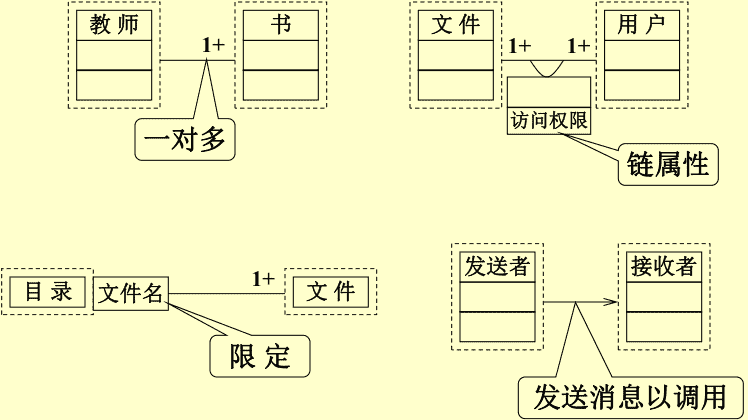 教师
书
1+
一对多
文件
用户
1+
1+
访问权限
链属性
目录
文件名
1+
文件
限定
发送者
接收者
发送消息以调用